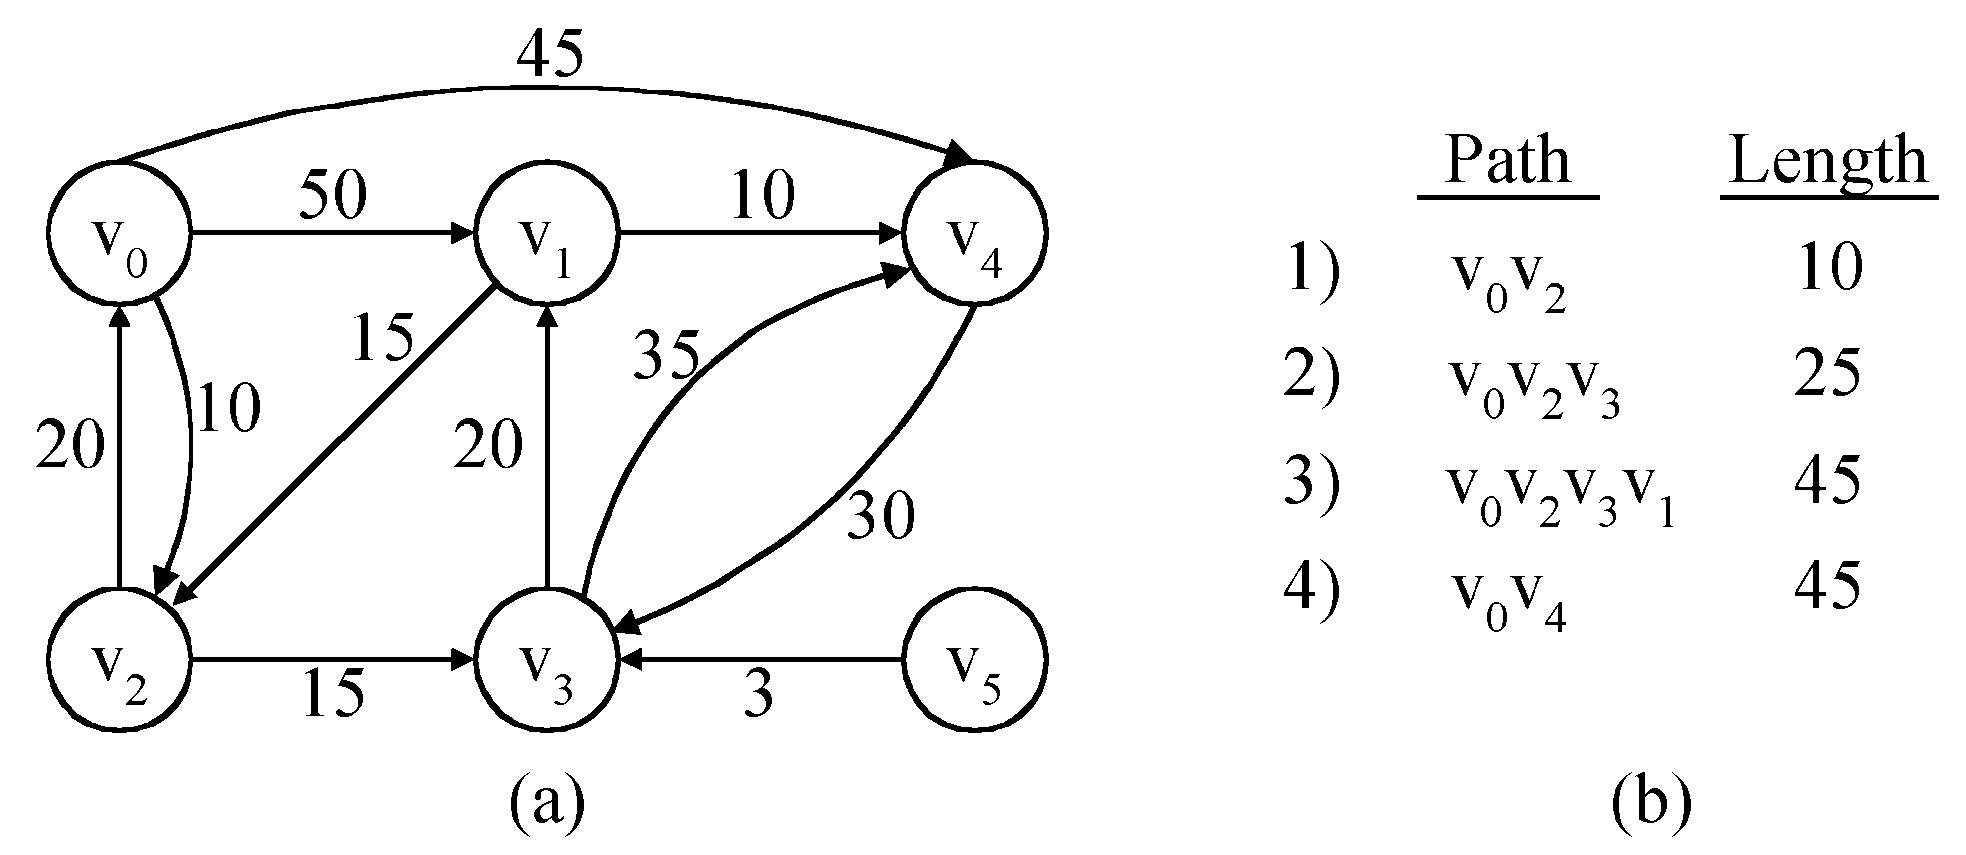 45
50 10
v0 v1 v4
15 35
10
20 20
30
v2 v3 v5
15 3
(a)
Path Length
1) v0v2 10
2) v0v2v3 25
3) v0v2v3v1 45
4) v0v4 45
(b)